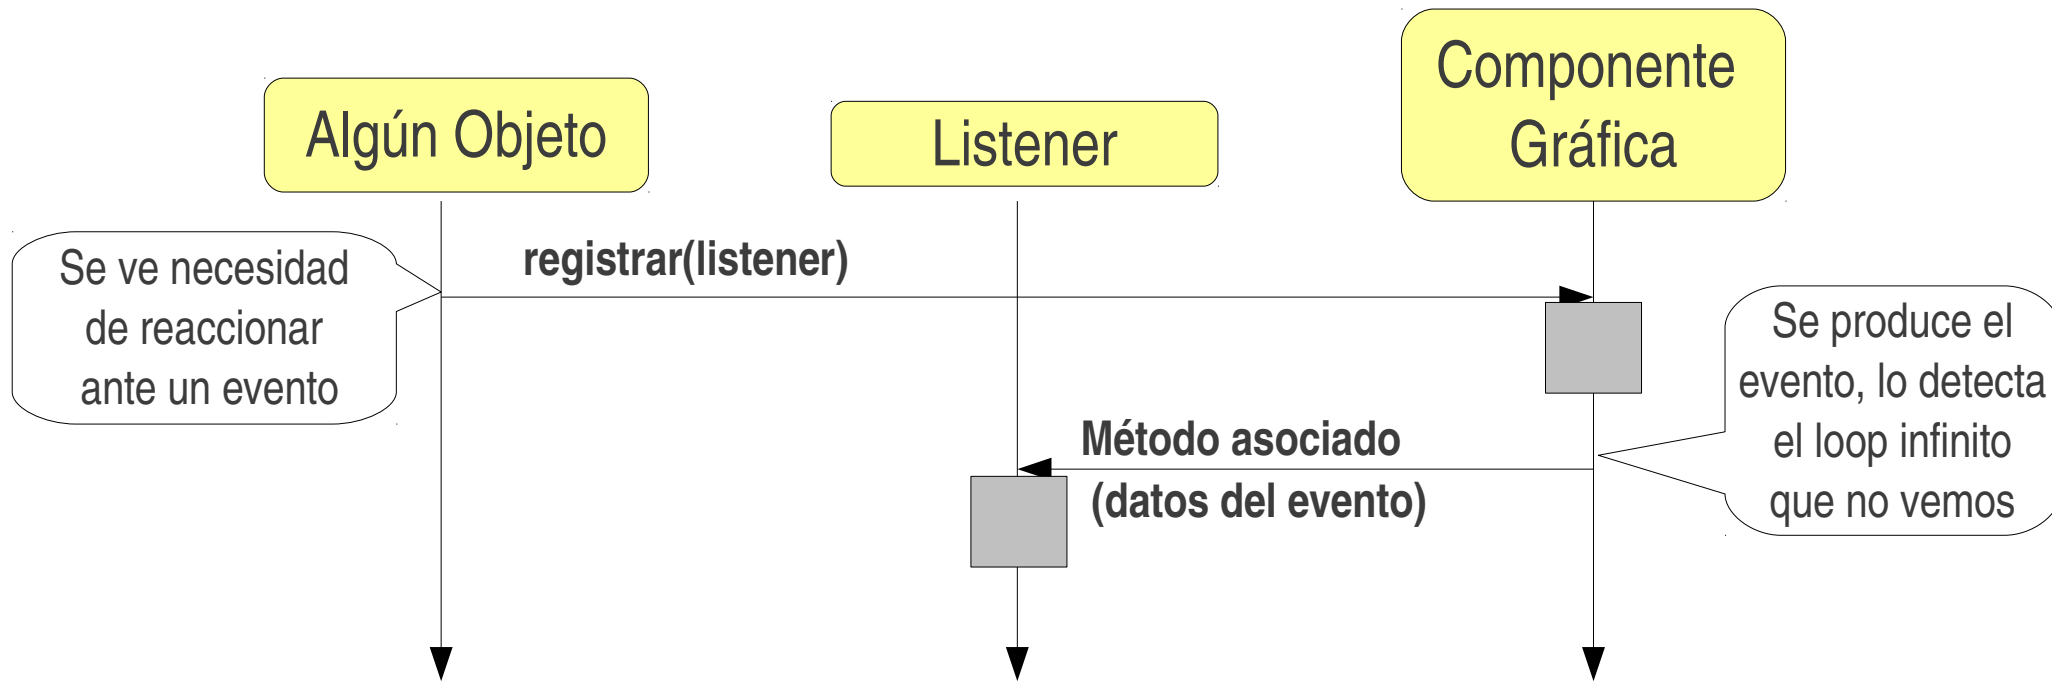 Algún Objeto
Listener
Componente
Gráfica
Se ve necesidad
de reaccionar
ante un evento
registrar(listener)
Se produce el
evento, lo detecta
el loop infinito
que no vemos
Método asociado
(datos del evento)